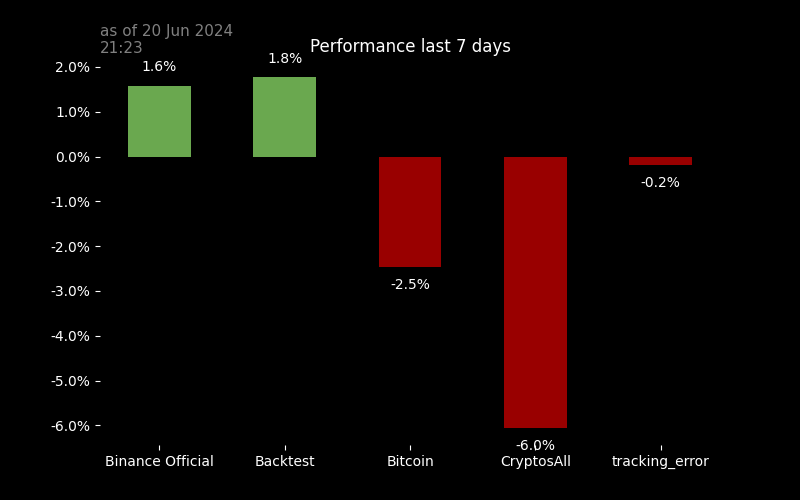 as of 20 Jun 2024
21:23
Performance last 7 days
2.0%
1.0%
0.0%
-1.0%
-2.0%
-3.0%
-4.0%
-5.0%
-6.0%
1.6%
1.8%
-2.5%
-6.0%
-0.2%
Binance Official
Backtest
Bitcoin
CryptosAll
tracking_error